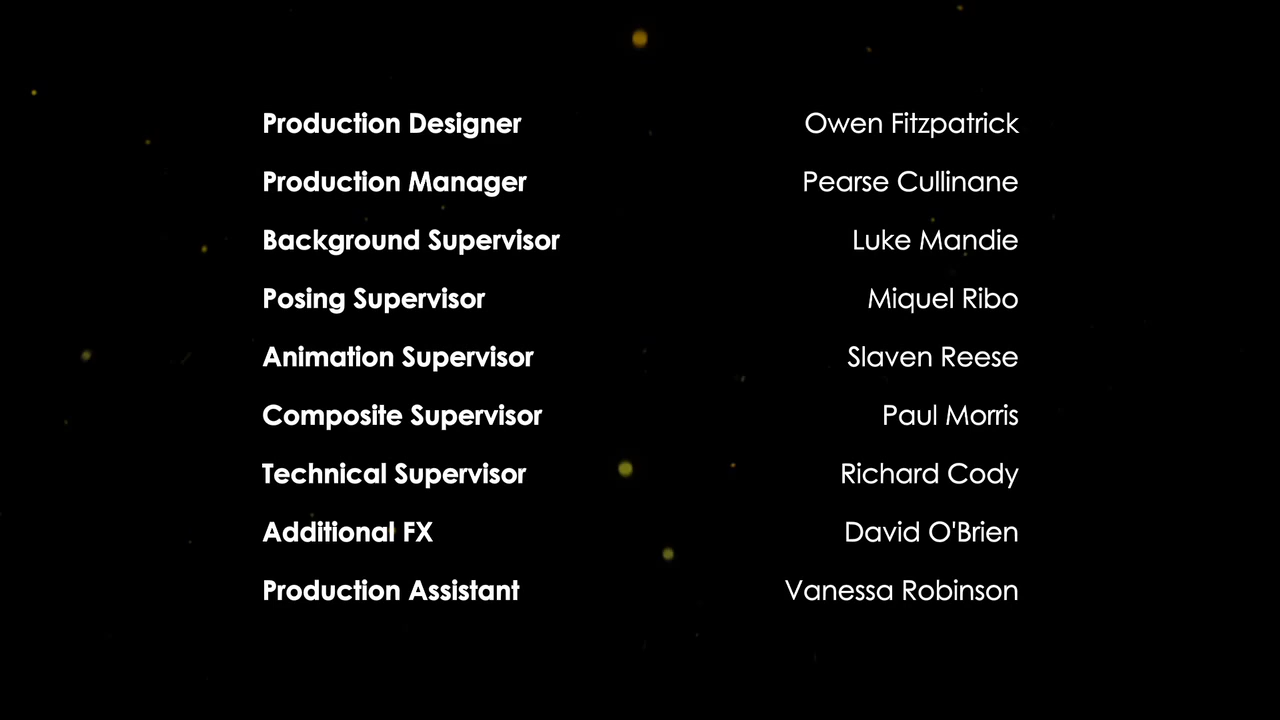 Production Designer Owen Fitzpatrick
Production Manager Pearse Cullinane
Background Supervisor Luke Mandie
Posing Supervisor Miquel Ribo
Animation Supervisor Slaven Reese
Composite Supervisor Paul Morris
Technical Supervisor Richard Cody
Additional FX David O'Brien
Production Assistant Vanessa Robinson